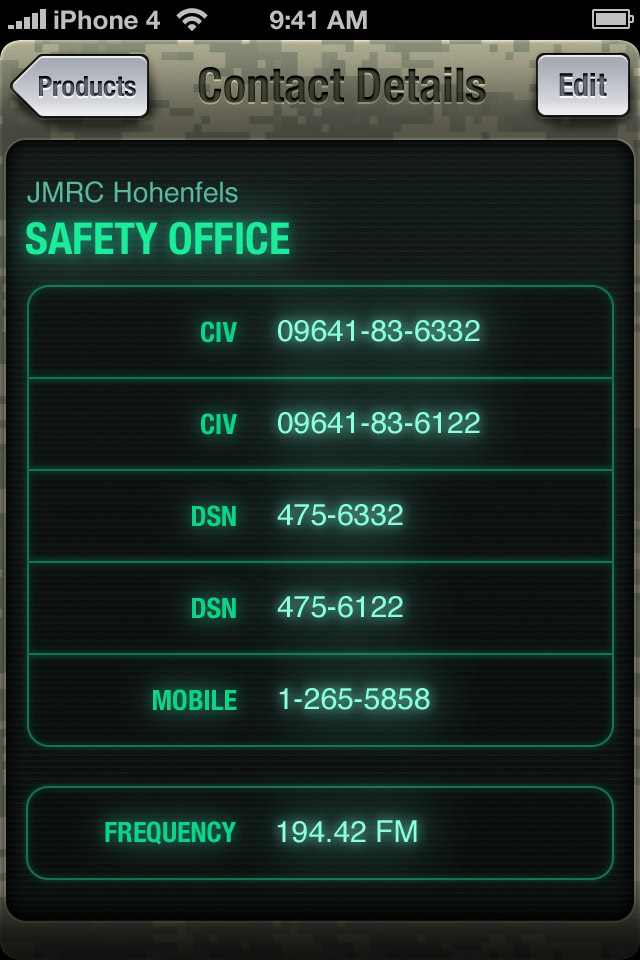 iPhone 4 9:41 AM
Products Contact Details Edit
JMRC Hohenfels
SAFETY OFFICE
CIV 09641-83-6332
CIV 09641-83-6122
DSN 475-6332
DSN 475-6122
MOBILE 1-265-5858
FREQUENCY 194.42 FM